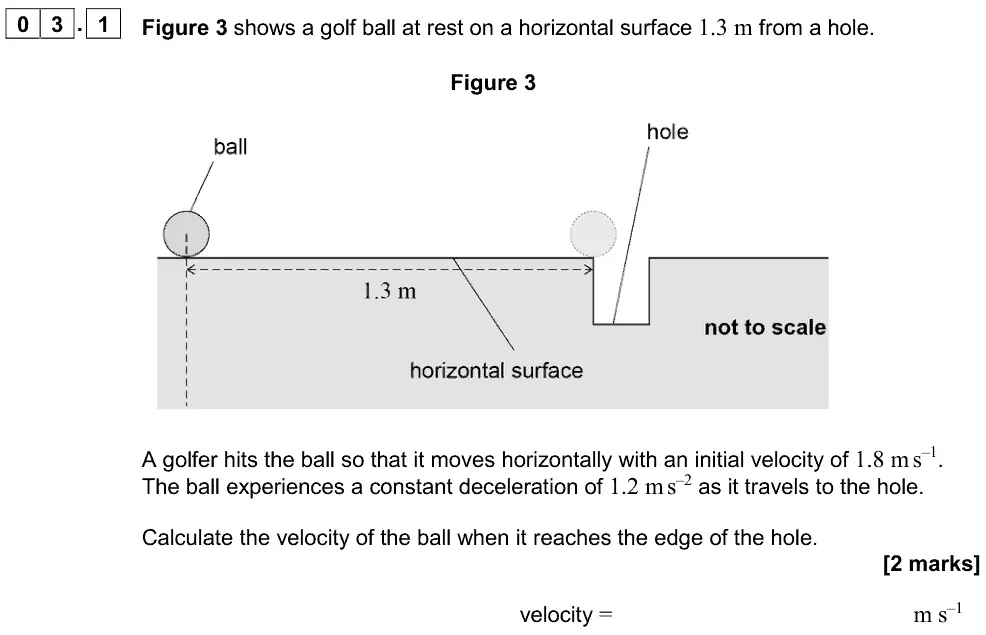 0 3 . 1 Figure 3 shows a golf ball at rest on a horizontal surface 1.3 m from a hole.
Figure 3
ball
hole
1.3 m
not to scale
horizontal surface
A golfer hits the ball so that it moves horizontally with an initial velocity of 1.8 m s⁻¹.
The ball experiences a constant deceleration of 1.2 m s⁻² as it travels to the hole.
Calculate the velocity of the ball when it reaches the edge of the hole.
[2 marks]
velocity = m s⁻¹